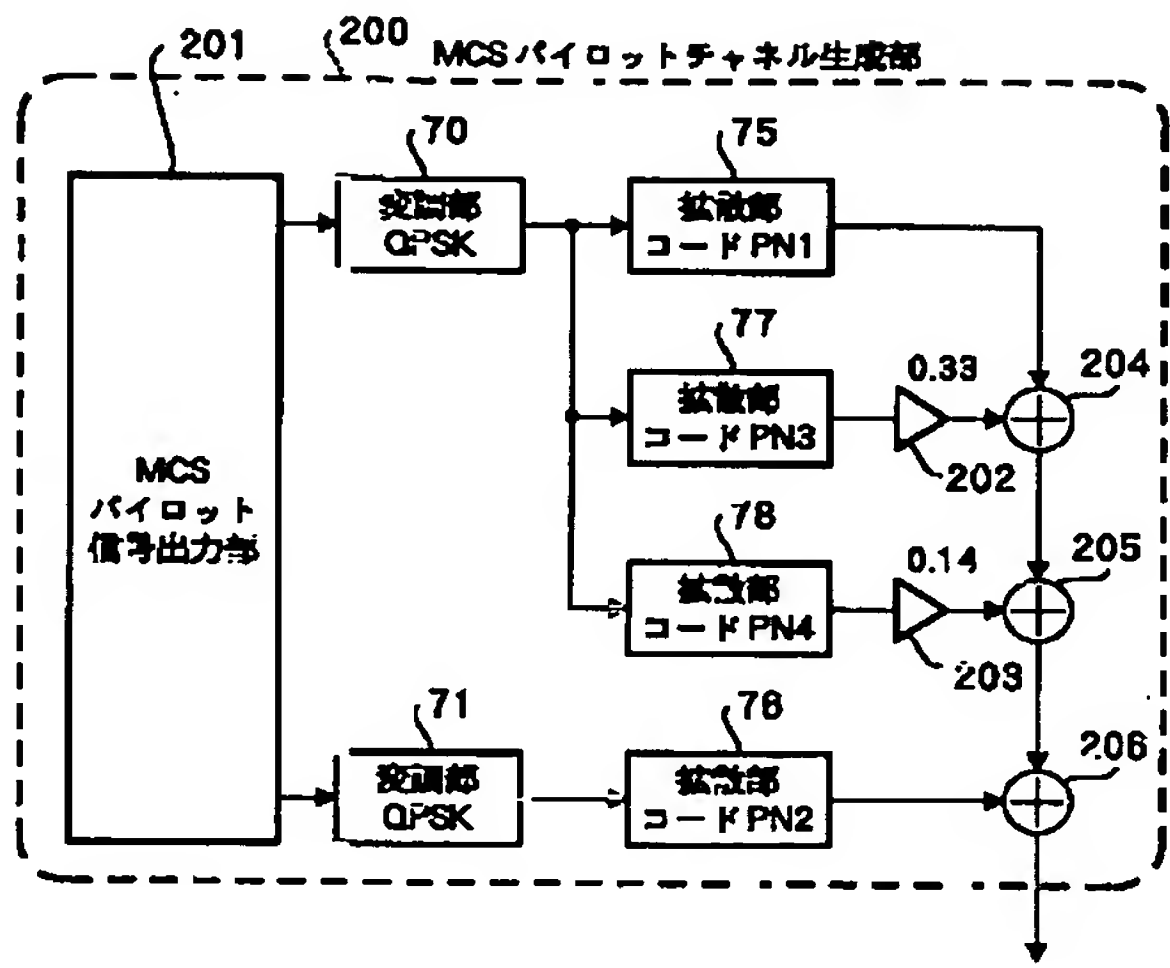 201
200
MCSパイロットチャネル生成部
70
変調部
QPSK
75
拡散部
コードPN1
77
拡散部
コードPN3
0.33
202
204
MCS
パイロット
信号出力部
78
拡散部
コードPN4
0.14
203
205
71
変調部
QPSK
76
拡散部
コードPN2
206